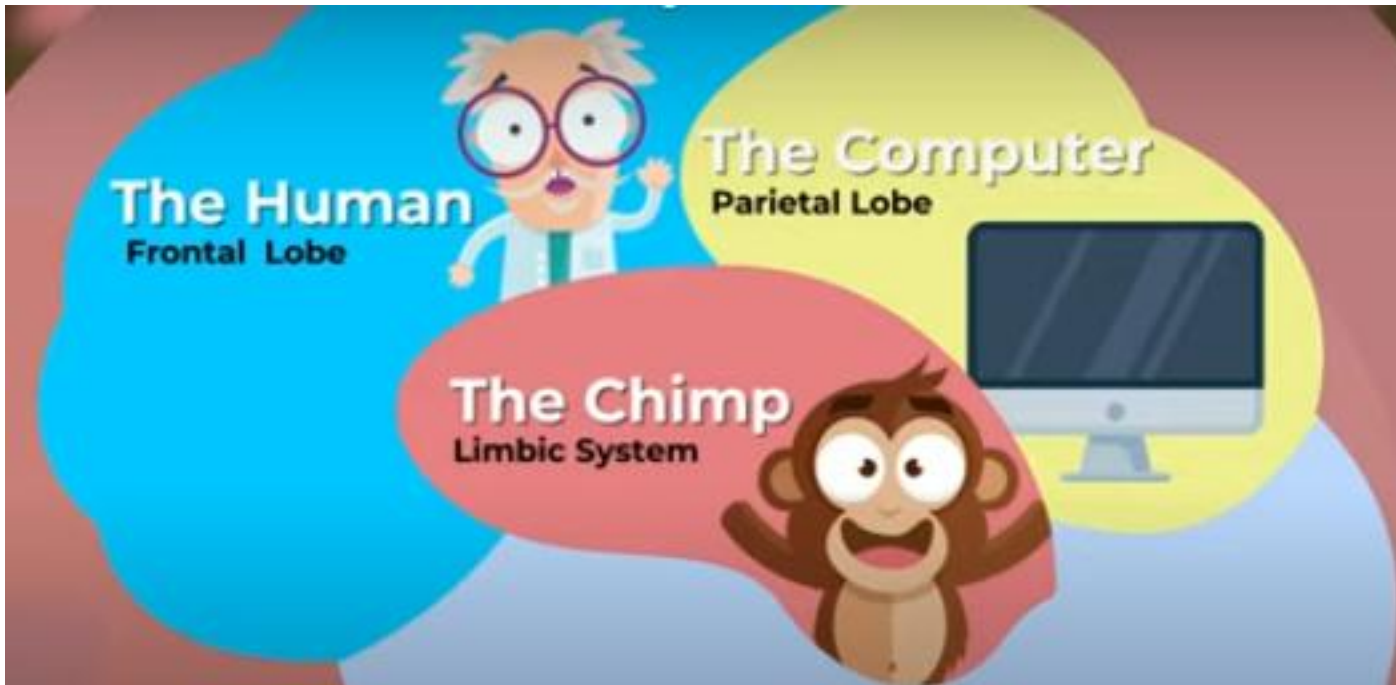 The Human
Frontal Lobe
The Computer
Parietal Lobe
The Chimp
Limbic System